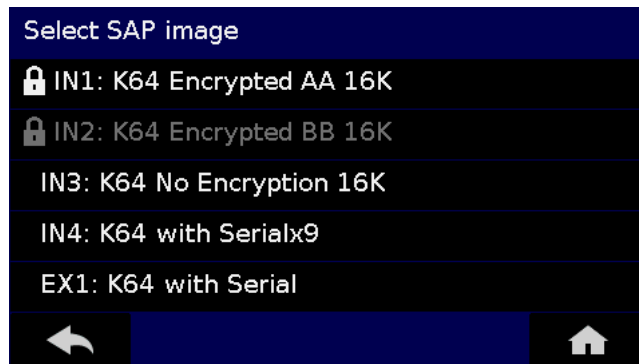 Select SAP image
IN1: K64 Encrypted AA 16K
IN2: K64 Encrypted BB 16K
IN3: K64 No Encryption 16K
IN4: K64 with Serialx9
EX1: K64 with Serial